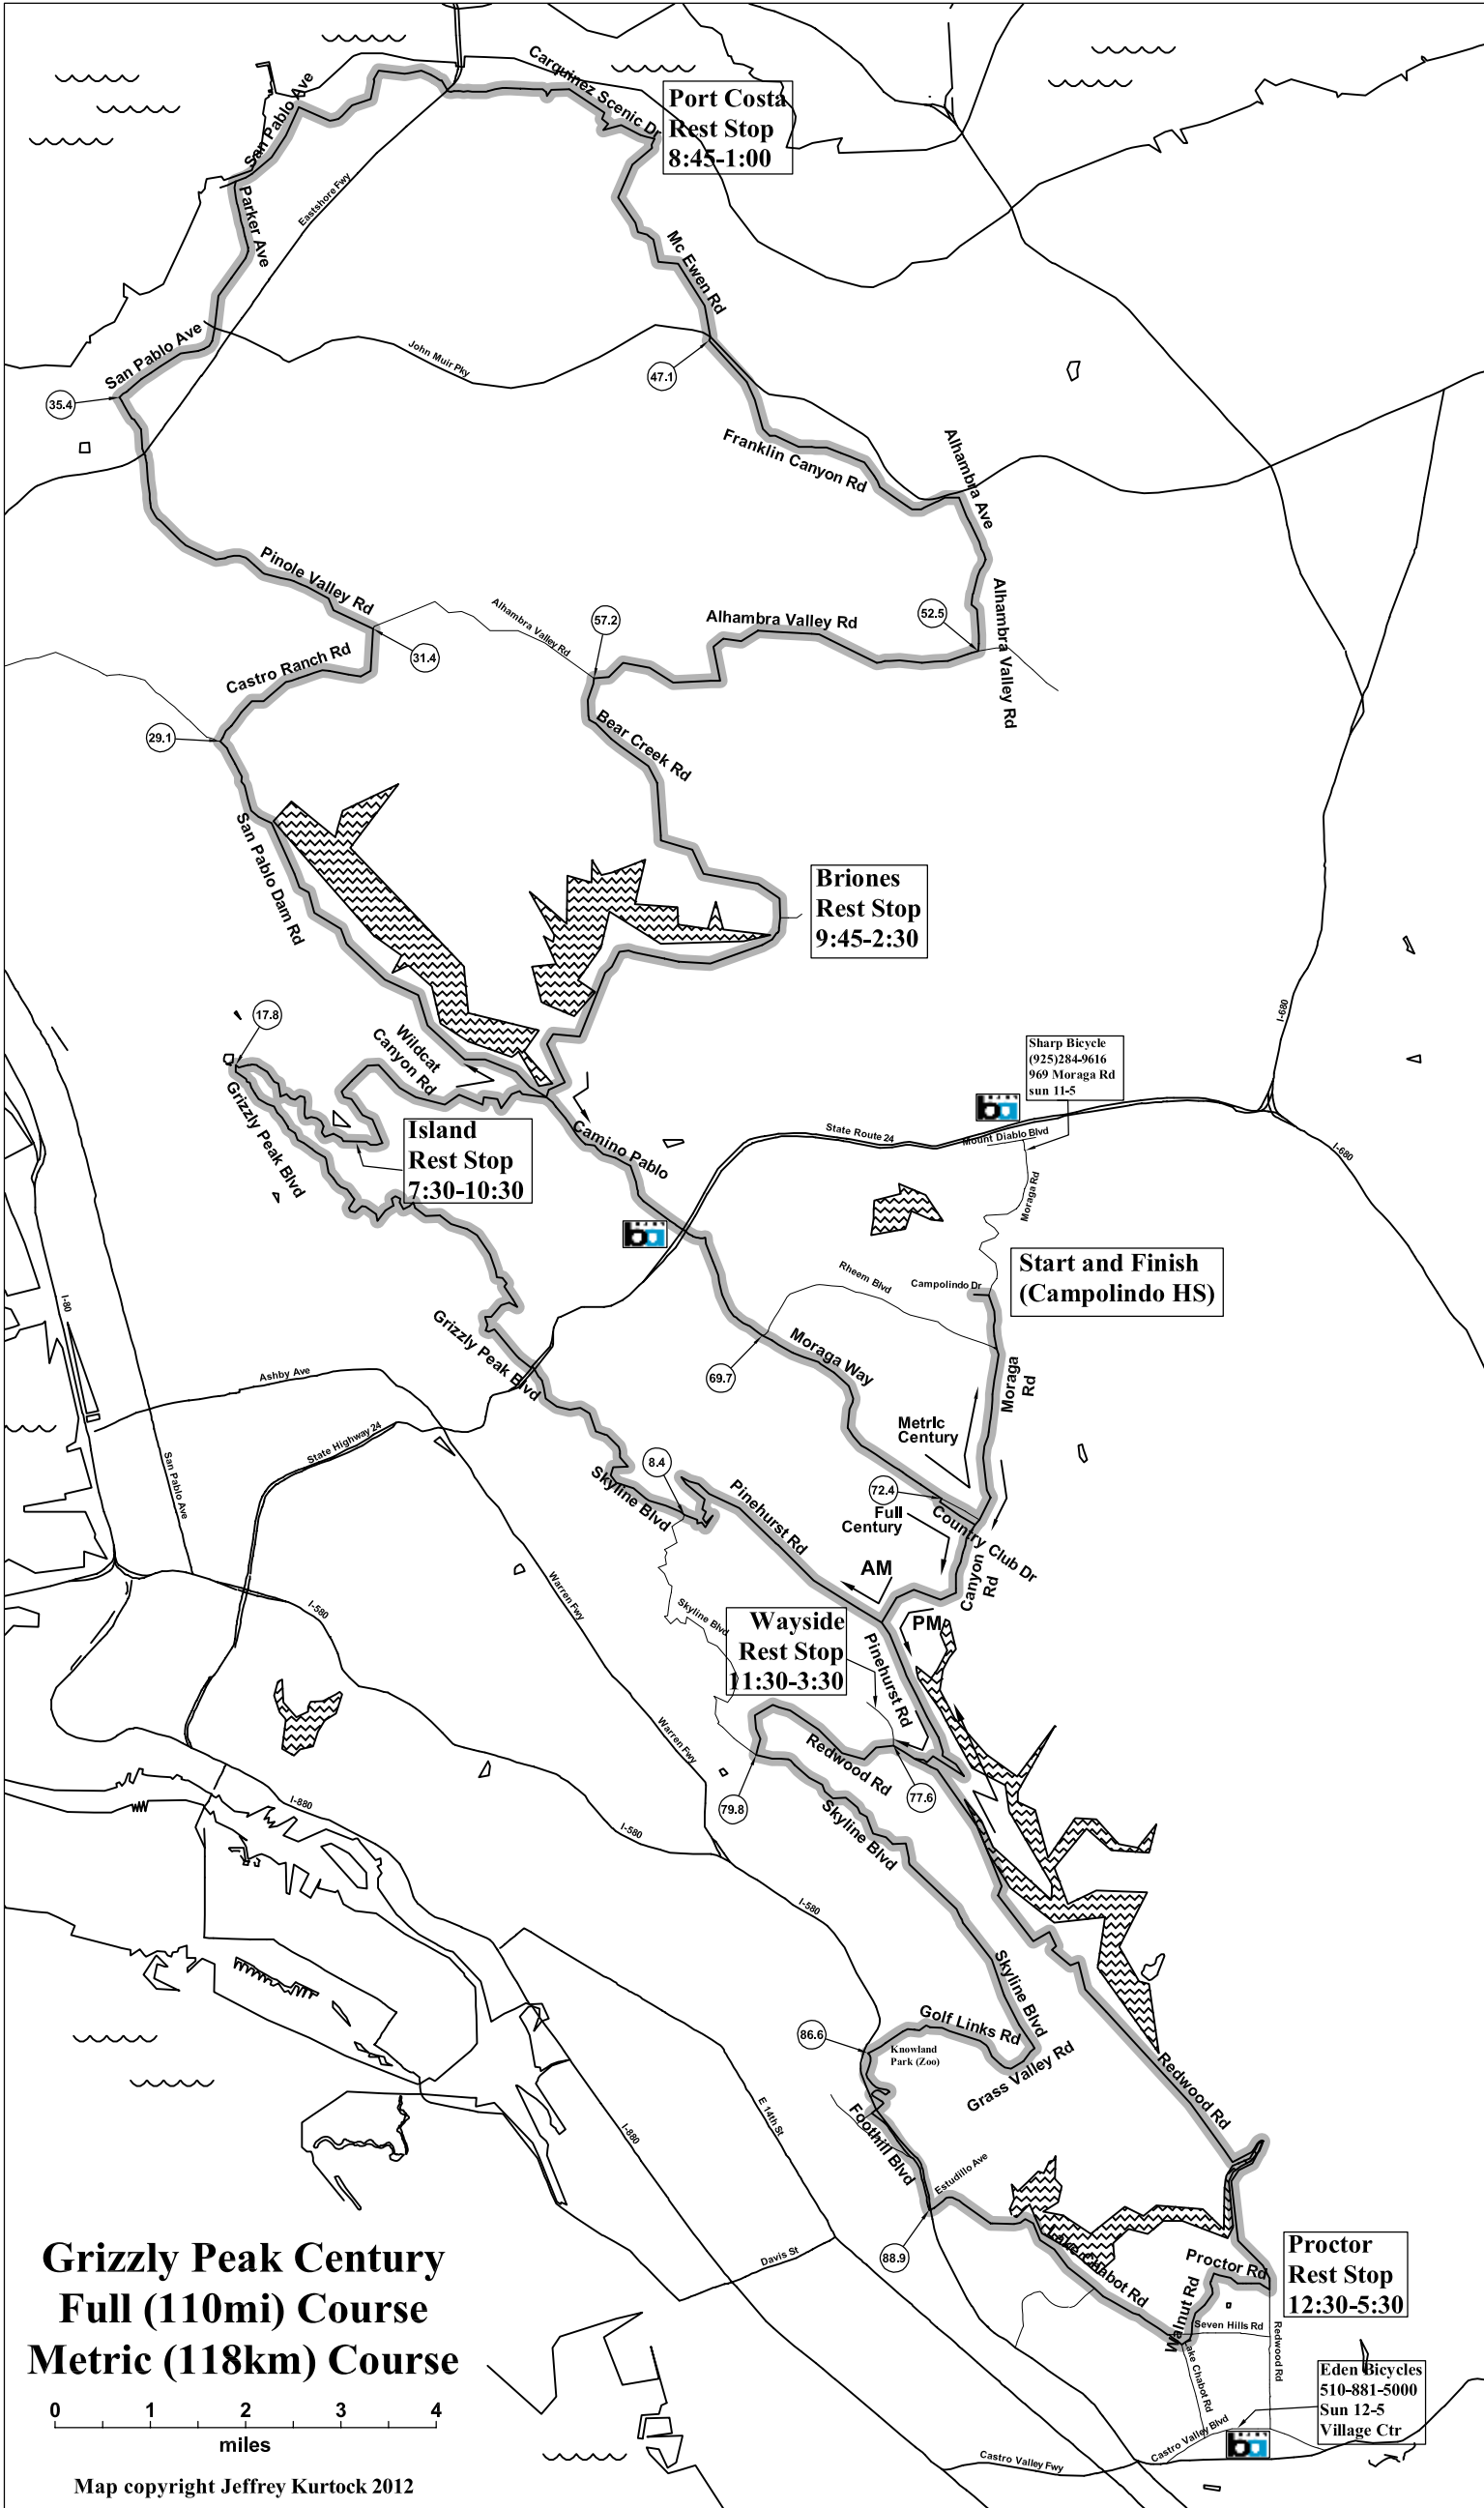 Carquinez Scenic Dr
Port Costa
Rest Stop
8:45-1:00
San Pablo Ave
Parker Ave
Eastshore Fwy
Mc Ewen Rd
San Pablo Ave
John Muir Pky
47.1
35.4
Franklin Canyon Rd
Alhambra Ave
Pinole Valley Rd
Alhambra Valley Rd
57.2
Alhambra Valley Rd
52.5
Alhambra Valley Rd
31.4
Castro Ranch Rd
29.1
Bear Creek Rd
San Pablo Dam Rd
Briones
Rest Stop
9:45-2:30
17.8
Wildcat
Canyon Rd
I-680
Sharp Bicycle
(925)284-9616
969 Moraga Rd
sun 11-5
Grizzly Peak Blvd
Island
Rest Stop
7:30-10:30
Camino Pablo
State Route 24
Mount Diablo Blvd
I-680
Moraga Rd
Start and Finish
(Campolindo HS)
Rheem Blvd
Campolindo Dr
I-80
Grizzly Peak Blvd
Moraga Way
69.7
Moraga
Rd
Ashby Ave
Metric
Century
State Highway 24
San Pablo Ave
8.4
Skyline Blvd
Pinehurst Rd
72.4
Full
Century
Country Club Dr
AM
Canyon
Rd
Warren Fwy
I-580
Skyline Blvd
Wayside
Rest Stop
11:30-3:30
PM
Pinehurst Rd
Warren Fwy
Redwood Rd
77.6
79.8
Skyline Blvd
I-880
I-580
I-580
Skyline Blvd
Golf Links Rd
86.6
Knowland
Park (Zoo)
Grass Valley Rd
Redwood Rd
E 14th St
I-880
Foothill Blvd
Estudillo Ave
88.9
Davis St
Lake Chabot Rd
Proctor Rd
Proctor
Rest Stop
12:30-5:30
Walnut Rd
Seven Hills Rd
Redwood Rd
Lake Chabot Rd
Eden Bicycles
510-881-5000
Sun 12-5
Village Ctr
Castro Valley Blvd
Castro Valley Fwy
Grizzly Peak Century
Full (110mi) Course
Metric (118km) Course
0 1 2 3 4
miles
Map copyright Jeffrey Kurtock 2012